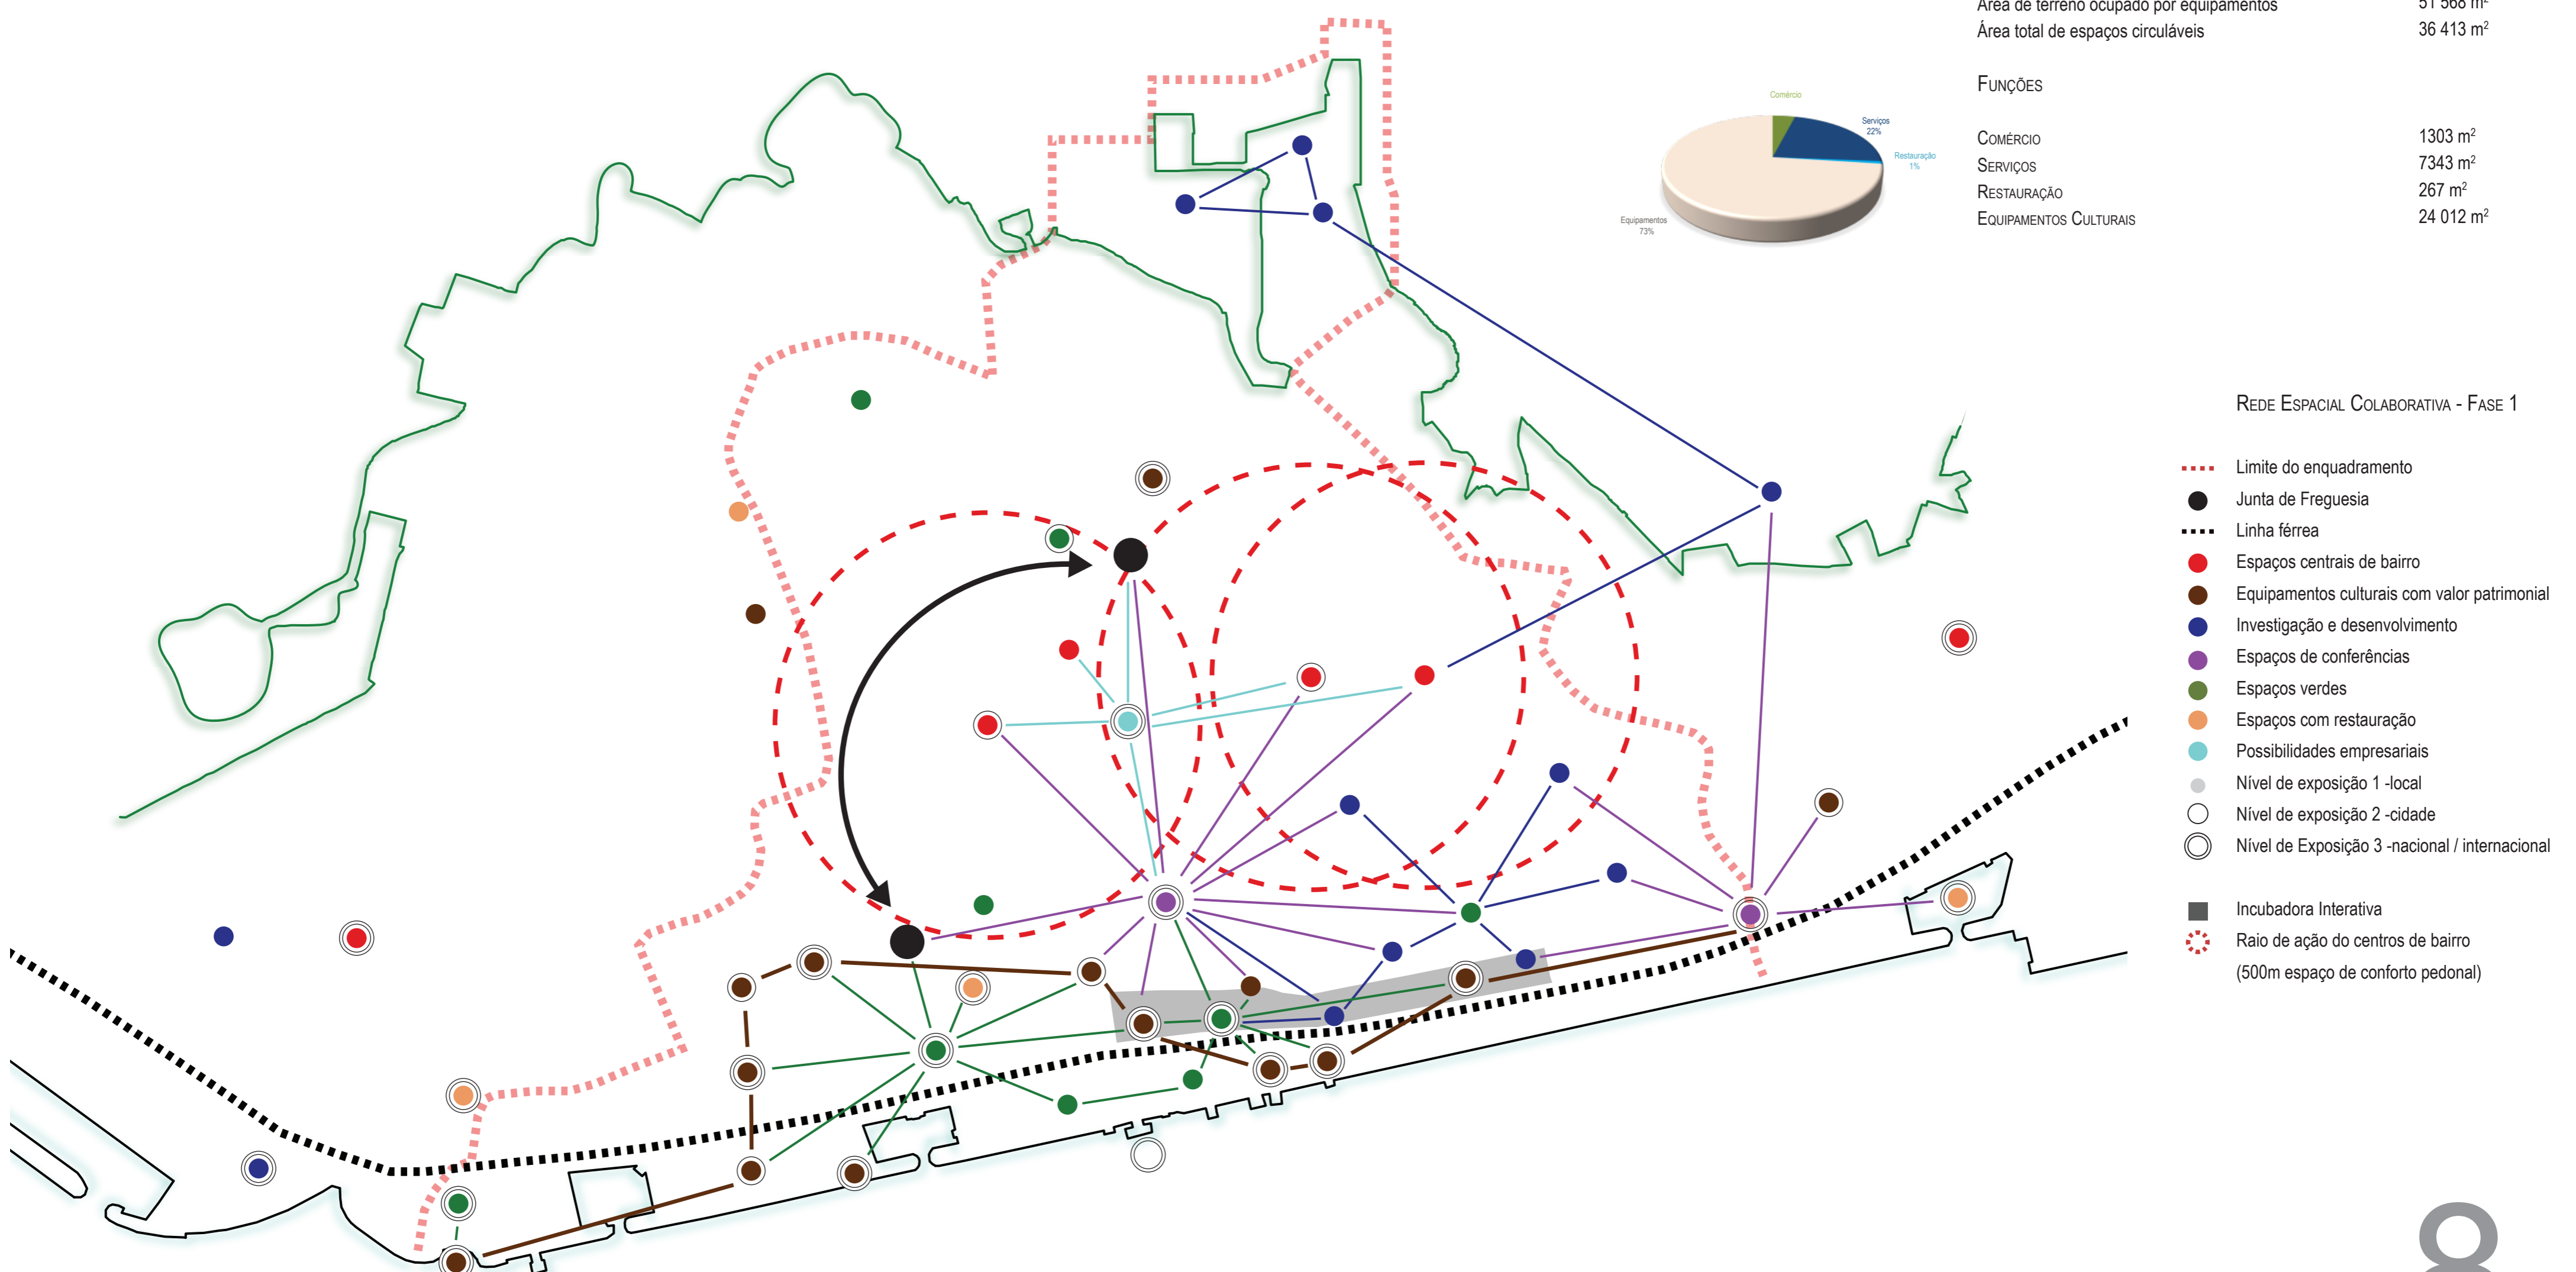 Área de terreno ocupado por equipamentos 51 568 m²
Área total de espaços circuláveis 36 413 m²
FUNÇÕES
COMÉRCIO 1303 m²
SERVIÇOS 7343 m²
RESTAURAÇÃO 267 m²
EQUIPAMENTOS CULTURAIS 24 012 m²
Comércio
Serviços
22%
Restauração
1%
Equipamentos
73%
REDE ESPACIAL COLABORATIVA - FASE 1
Limite do enquadramento
Junta de Freguesia
Linha férrea
Espaços centrais de bairro
Equipamentos culturais com valor patrimonial
Investigação e desenvolvimento
Espaços de conferências
Espaços verdes
Espaços com restauração
Possibilidades empresariais
Nível de exposição 1 -local
Nível de exposição 2 -cidade
Nível de Exposição 3 -nacional / internacional
Incubadora Interativa
Raio de ação do centros de bairro
(500m espaço de conforto pedonal)
8